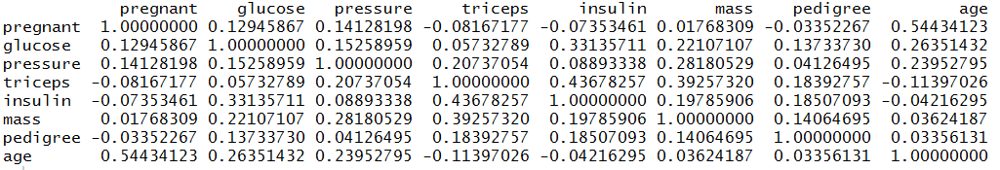 pregnant glucose pressure triceps insulin mass pedigree age
pregnant 1.00000000 0.12945867 0.14128198 -0.08167177 -0.07353461 0.01768309 -0.03352267 0.54434123
glucose 0.12945867 1.00000000 0.15258959 0.05732789 0.33135711 0.22107107 0.13733730 0.26351432
pressure 0.14128198 0.15258959 1.00000000 0.20737054 0.08893338 0.28180529 0.04126495 0.23952795
triceps -0.08167177 0.05732789 0.20737054 1.00000000 0.43678257 0.39257320 0.18392757 -0.11397026
insulin -0.07353461 0.33135711 0.08893338 0.43678257 1.00000000 0.19785906 0.18507093 -0.04216295
mass 0.01768309 0.22107107 0.28180529 0.39257320 0.19785906 1.00000000 0.14064695 0.03624187
pedigree -0.03352267 0.13733730 0.04126495 0.18392757 0.18507093 0.14064695 1.00000000 0.03356131
age 0.54434123 0.26351432 0.23952795 -0.11397026 -0.04216295 0.03624187 0.03356131 1.00000000